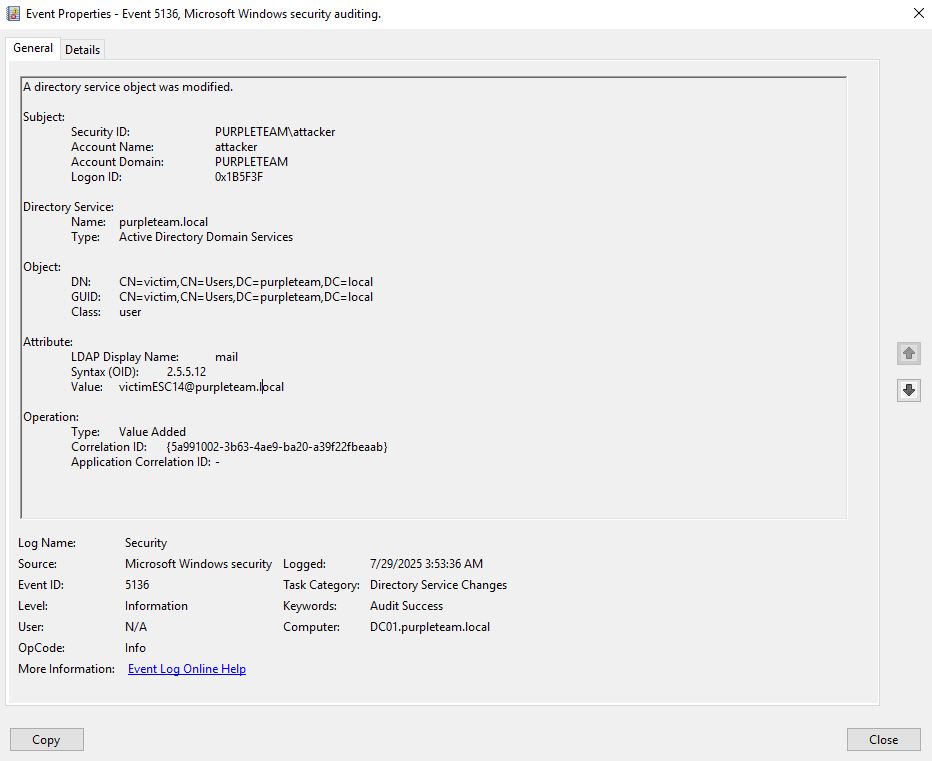 Event Properties - Event 5136, Microsoft Windows security auditing.
General Details
A directory service object was modified.
Subject:
Security ID: PURPLETEAM\attacker
Account Name: attacker
Account Domain: PURPLETEAM
Logon ID: 0x1B5F3F
Directory Service:
Name: purpleteam.local
Type: Active Directory Domain Services
Object:
DN: CN=victim,CN=Users,DC=purpleteam,DC=local
GUID: CN=victim,CN=Users,DC=purpleteam,DC=local
Class: user
Attribute:
LDAP Display Name: mail
Syntax (OID): 2.5.5.12
Value: victimESC14@purpleteam.local
Operation:
Type: Value Added
Correlation ID: {5a991002-3b63-4ae9-ba20-a39f22fbeaab}
Application Correlation ID: -
Log Name: Security
Source: Microsoft Windows security Logged: 7/29/2025 3:53:36 AM
Event ID: 5136 Task Category: Directory Service Changes
Level: Information Keywords: Audit Success
User: N/A Computer: DC01.purpleteam.local
OpCode: Info
More Information: Event Log Online Help
Copy Close